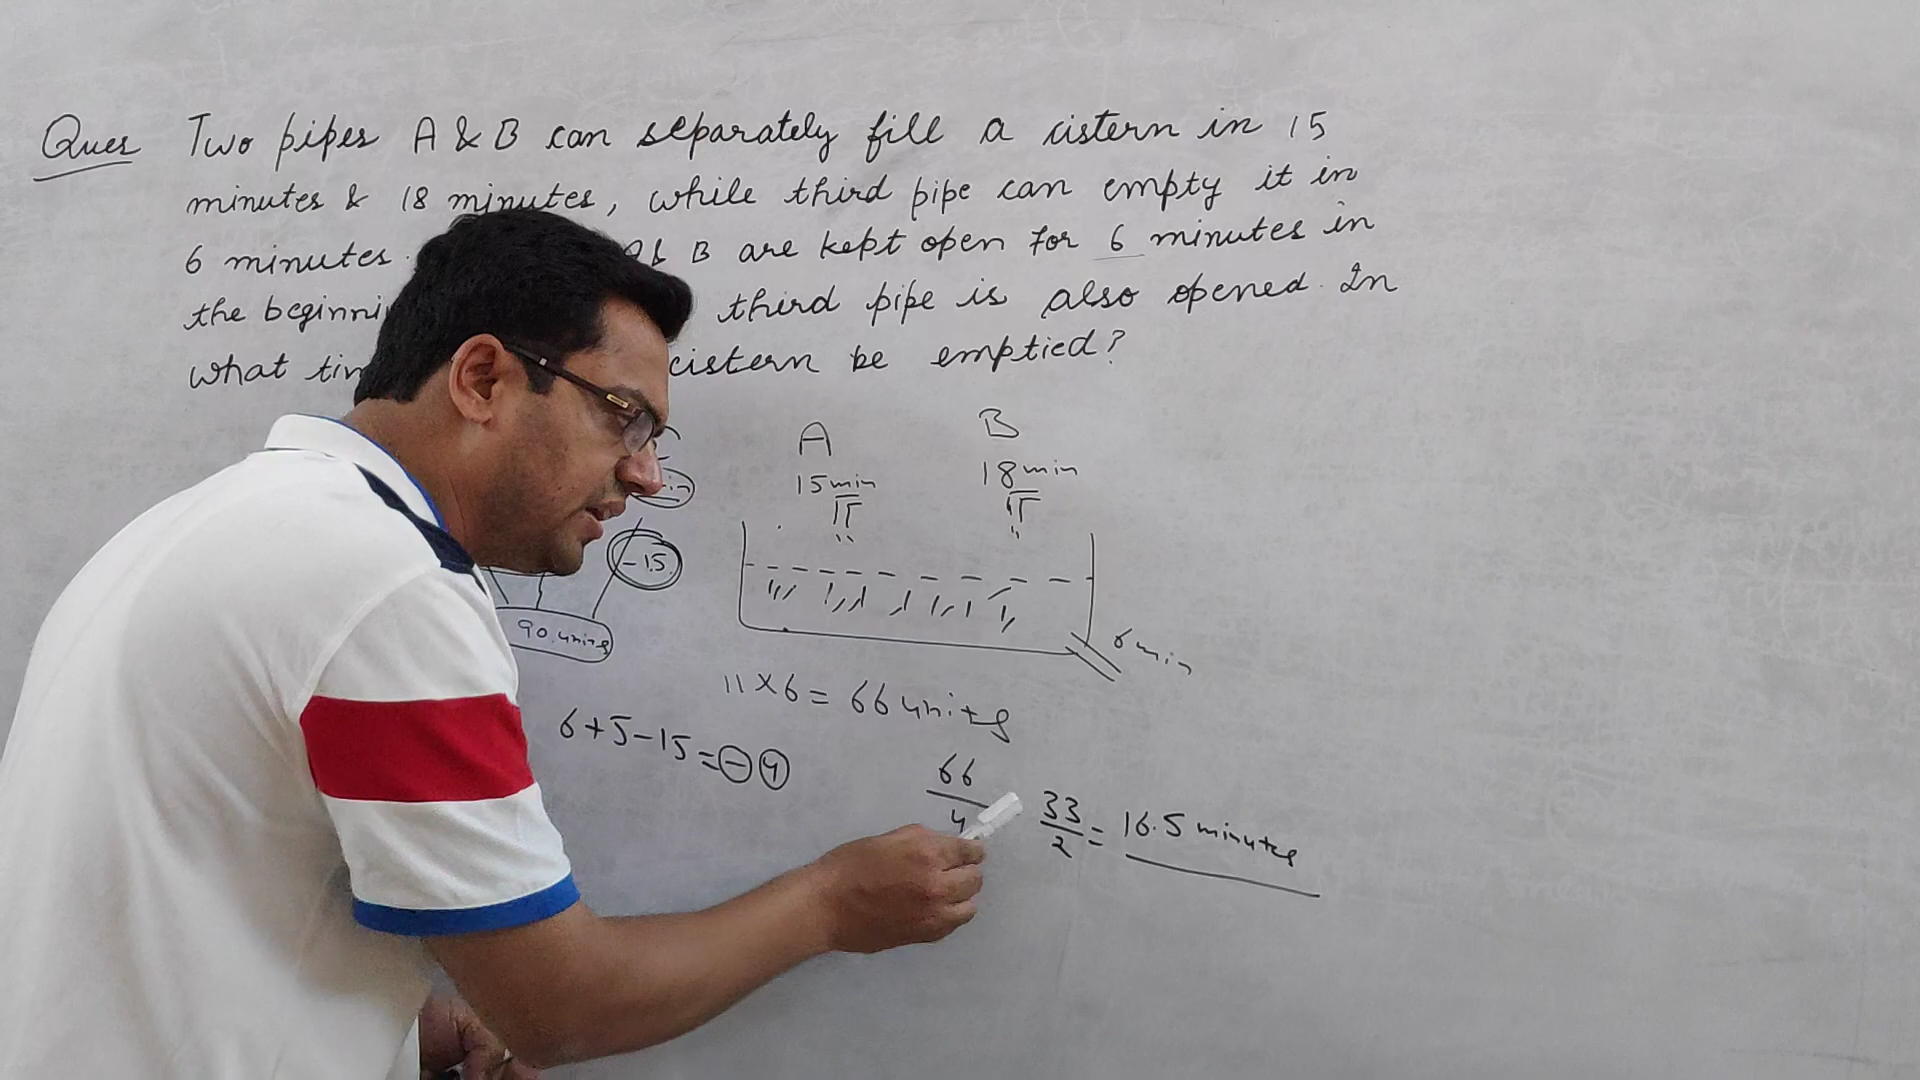 Ques Two pipes A & B can separately fill a cistern in 15
minutes & 18 minutes, while third pipe can empty it in
6 minutes. & B are kept open for 6 minutes in
the third pipe is also opened. In
what cistern be emptied?
A B
15min 18min
-15
90 units
6 min
11 × 6 = 66 units
6+5-15=-4
66/4 33/2 = 16.5 minutes